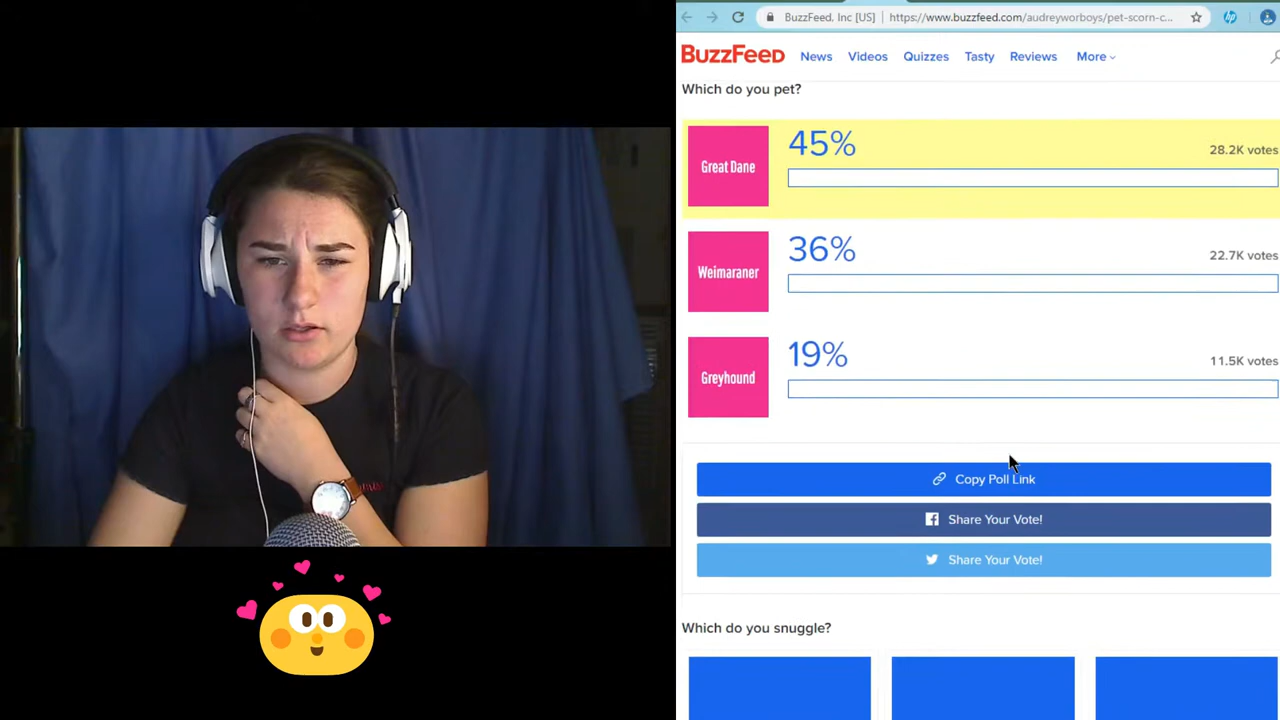 BuzzFeed, Inc [US]
https://www.buzzfeed.com/audreyworboys/pet-scorn-c...
BuzzFeed
News
Videos
Quizzes
Tasty
Reviews
More
Which do you pet?
Great Dane
45%
28.2K votes
Weimaraner
36%
22.7K votes
Greyhound
19%
11.5K votes
Copy Poll Link
Share Your Vote!
Share Your Vote!
Which do you snuggle?